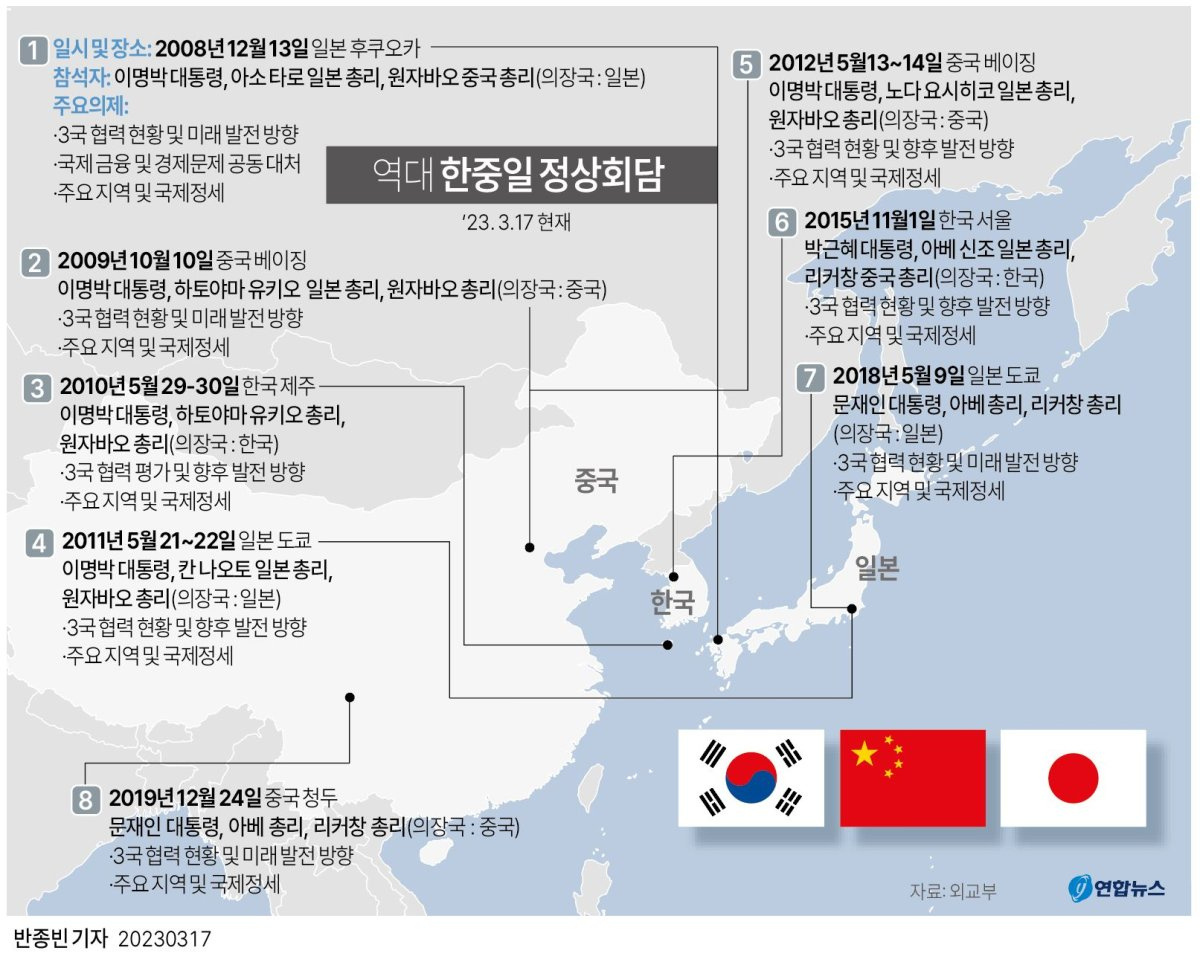 역대 한중일 정상회담
'23. 3.17 현재
1 일시 및 장소: 2008년 12월 13일 일본 후쿠오카
참석자: 이명박 대통령, 아소 타로 일본 총리, 원자바오 중국 총리(의장국 : 일본)
주요의제:
·3국 협력 현황 및 미래 발전 방향
·국제 금융 및 경제문제 공동 대처
·주요 지역 및 국제정세
2 2009년 10월 10일 중국 베이징
이명박 대통령, 하토야마 유키오 일본 총리, 원자바오 총리(의장국 : 중국)
·3국 협력 현황 및 미래 발전 방향
·주요 지역 및 국제정세
3 2010년 5월 29-30일 한국 제주
이명박 대통령, 하토야마 유키오 총리,
원자바오 총리(의장국 : 한국)
·3국 협력 평가 및 향후 발전 방향
·주요 지역 및 국제정세
4 2011년 5월 21~22일 일본 도쿄
이명박 대통령, 칸 나오토 일본 총리,
원자바오 총리(의장국 : 일본)
·3국 협력 현황 및 향후 발전 방향
·주요 지역 및 국제정세
5 2012년 5월13~14일 중국 베이징
이명박 대통령, 노다 요시히코 일본 총리,
원자바오 총리(의장국 : 중국)
·3국 협력 현황 및 향후 발전 방향
·주요 지역 및 국제정세
6 2015년 11월1일 한국 서울
박근혜 대통령, 아베 신조 일본 총리,
리커창 중국 총리(의장국 : 한국)
·3국 협력 현황 및 향후 발전 방향
·주요 지역 및 국제정세
7 2018년 5월 9일 일본 도쿄
문재인 대통령, 아베 총리, 리커창 총리
(의장국 : 일본)
·3국 협력 현황 및 미래 발전 방향
·주요 지역 및 국제정세
중국
한국
일본
8 2019년 12월 24일 중국 청두
문재인 대통령, 아베 총리, 리커창 총리(의장국 : 중국)
·3국 협력 현황 및 미래 발전 방향
·주요 지역 및 국제정세
자료: 외교부
연합뉴스
반종빈 기자 20230317